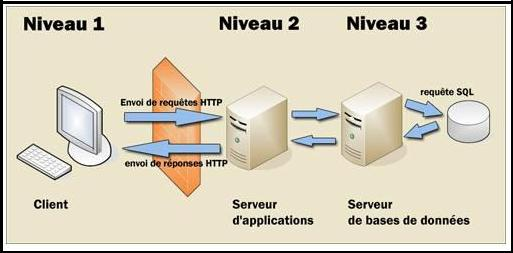 Niveau 1
Niveau 2
Niveau 3
Envoi de requêtes HTTP
envoi de réponses HTTP
requête SQL
Client
Serveur
d'applications
Serveur
de bases de données